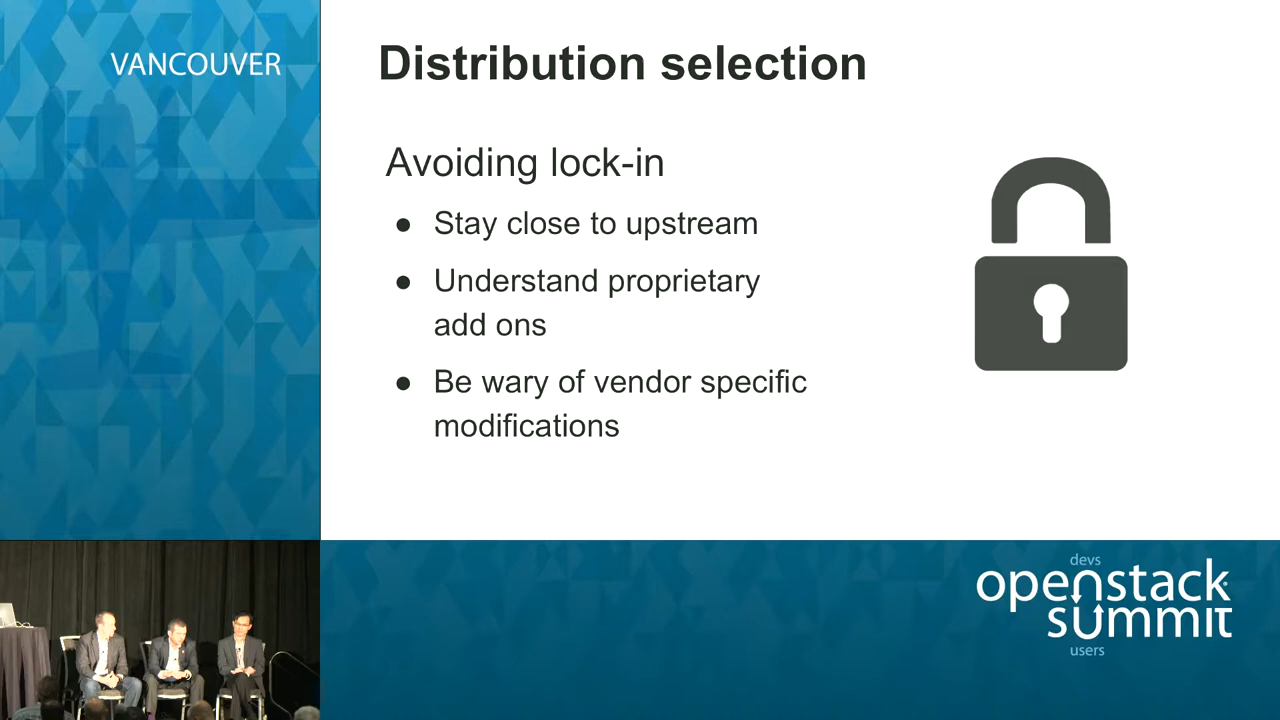 VANCOUVER
Distribution selection
Avoiding lock-in
● Stay close to upstream
● Understand proprietary
add ons
● Be wary of vendor specific
modifications
devs
openstack
summit
users